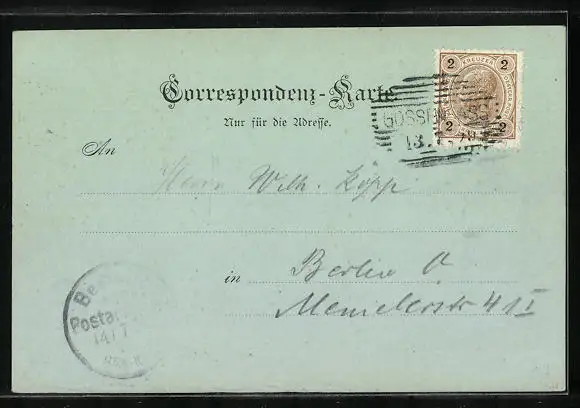 2 KREUZER 2
Correspondenz-Karte
GOSSEN
2 2
Nur für die Adresse.
13.
An
Herrn Wilh. Kopp
in Berlin O
Memelerstr 41 I
Be
Posta
14/7